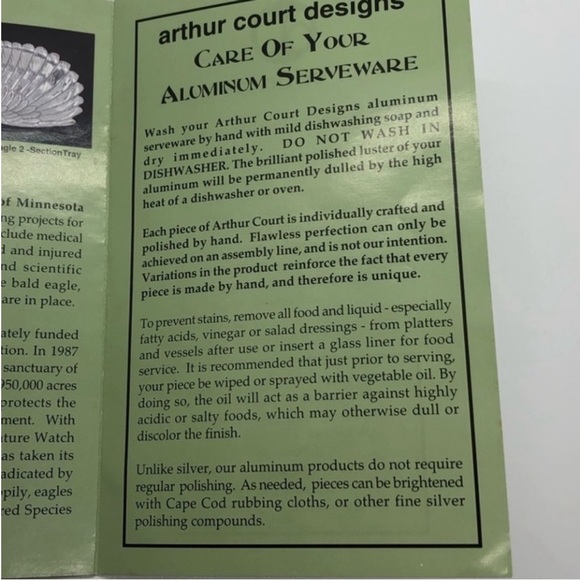 arthur court designs
CARE OF YOUR
ALUMINUM SERVEWARE
Wash your Arthur Court Designs aluminum
serveware by hand with mild dishwashing soap and
dry immediately. DO NOT WASH IN
DISHWASHER. The brilliant polished luster of your
aluminum will be permanently dulled by the high
heat of a dishwasher or oven.
Each piece of Arthur Court is individually crafted and
polished by hand. Flawless perfection can only be
achieved on an assembly line, and is not our intention.
Variations in the product reinforce the fact that every
piece is made by hand, and therefore is unique.
To prevent stains, remove all food and liquid - especially
fatty acids, vinegar or salad dressings - from platters
and vessels after use or insert a glass liner for food
service. It is recommended that just prior to serving,
your piece be wiped or sprayed with vegetable oil. By
doing so, the oil will act as a barrier against highly
acidic or salty foods, which may otherwise dull or
discolor the finish.
Unlike silver, our aluminum products do not require
regular polishing. As needed, pieces can be brightened
with Cape Cod rubbing cloths, or other fine silver
polishing compounds.
agle 2 -SectionTray
of Minnesota
ng projects for
clude medical
d and injured
nd scientific
e bald eagle,
are in place.
ately funded
tion. In 1987
sanctuary of
950,000 acres
protects the
ment. With
ature Watch
as taken its
adicated by
pily, eagles
red Species